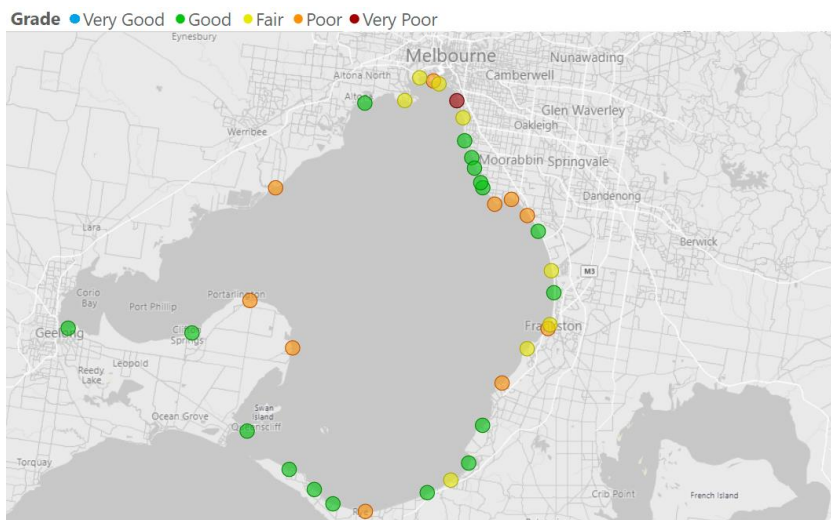 Grade Very Good Good Fair Poor Very Poor
Eynesbury
Melbourne
Nunawading
Altona North
Camberwell
Altona
Glen Waverley
Werribee
Oakleigh
Moorabbin
Springvale
Dandenong
Lara
Berwick
M3
Corio
Bay
Portarlington
Port Phillip
Geelong
Clifton
Springs
Frankston
Leopold
Reedy
Lake
Swan
Island
Ocean Grove
Queenscliff
Torquay
Crib Point
French Island